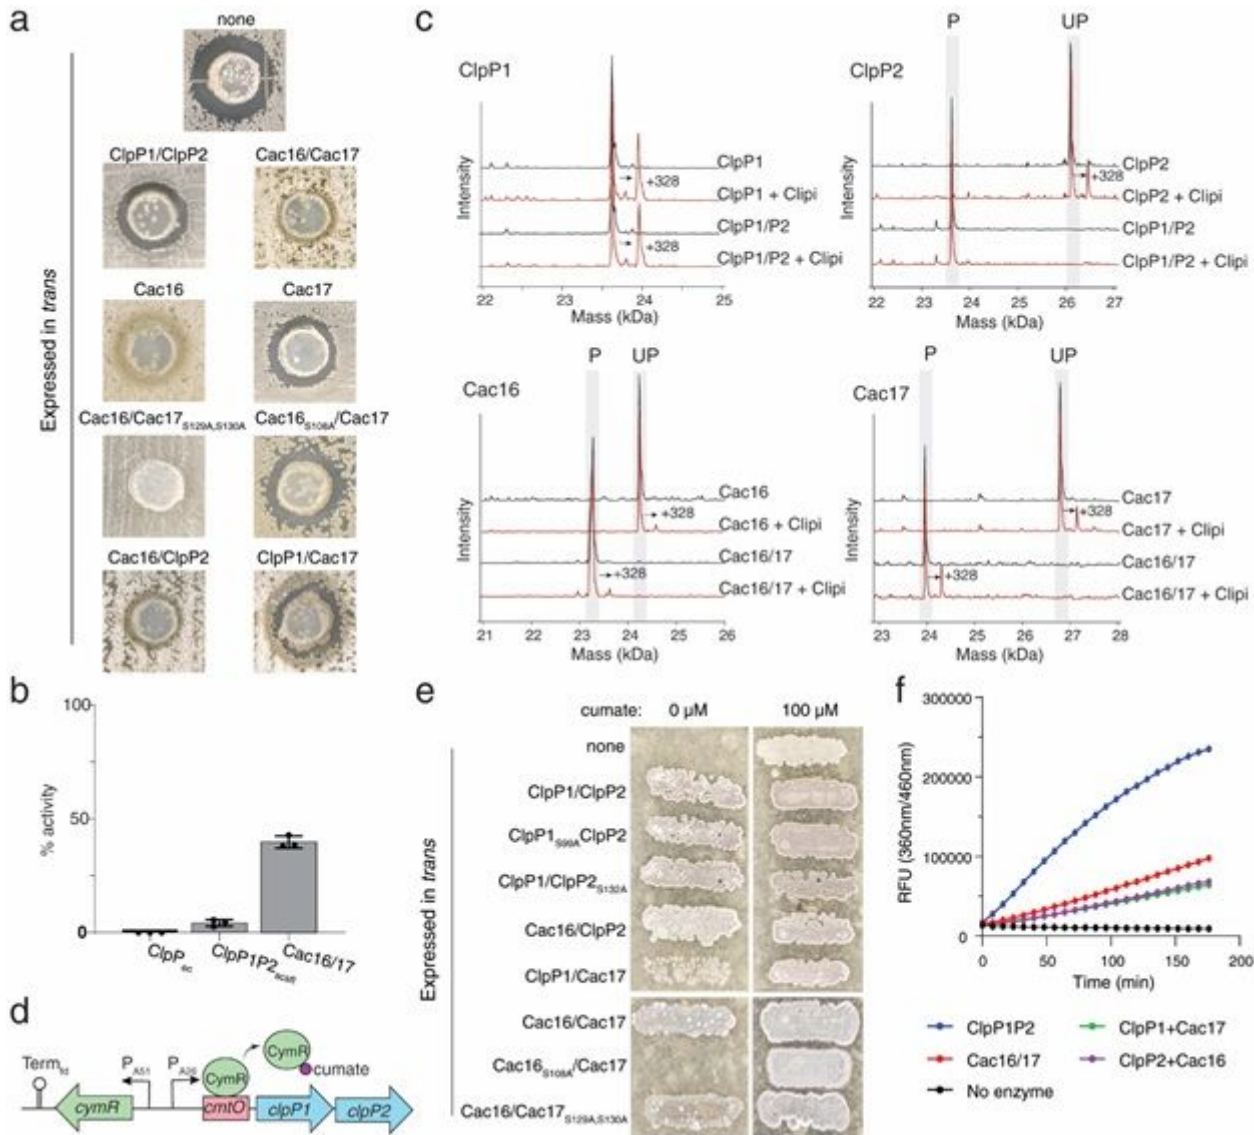 a
none
Expressed in trans
ClpP1/ClpP2
Cac16/Cac17
Cac16
Cac17
Cac16/Cac17S129A,S130A
Cac16S108A/Cac17
Cac16/ClpP2
ClpP1/Cac17
b
% activity
100
50
0
ClpP
ClpP1P2
Cac16/17
c
ClpP1
Intensity
ClpP1
+328
ClpP1 + Clipi
ClpP1/P2
+328
ClpP1/P2 + Clipi
22 23 24 25
Mass (kDa)
P UP
ClpP2
Intensity
ClpP2
+328
ClpP2 + Clipi
ClpP1/P2
ClpP1/P2 + Clipi
22 23 24 25 26 27
Mass (kDa)
P UP
Cac16
Intensity
Cac16
+328
Cac16 + Clipi
Cac16/17
+328
Cac16/17 + Clipi
21 22 23 24 25 26
Mass (kDa)
P UP
Cac17
Intensity
Cac17
+328
Cac17 + Clipi
Cac16/17
+328
Cac16/17 + Clipi
23 24 25 26 27 28
Mass (kDa)
d
Term
P P
CymR
CymR
cumate
cymR
cmtO
clpP1
clpP2
e
cumate: 0 µM 100 µM
Expressed in trans
none
ClpP1/ClpP2
ClpP1S99AClpP2
ClpP1/ClpP2S132A
Cac16/ClpP2
ClpP1/Cac17
Cac16/Cac17
Cac16S108A/Cac17
Cac16/Cac17S129A,S130A
f
RFU (360nm/460nm)
300000
200000
100000
0
0 50 100 150 200
Time (min)
ClpP1P2
ClpP1+Cac17
Cac16/17
ClpP2+Cac16
No enzyme